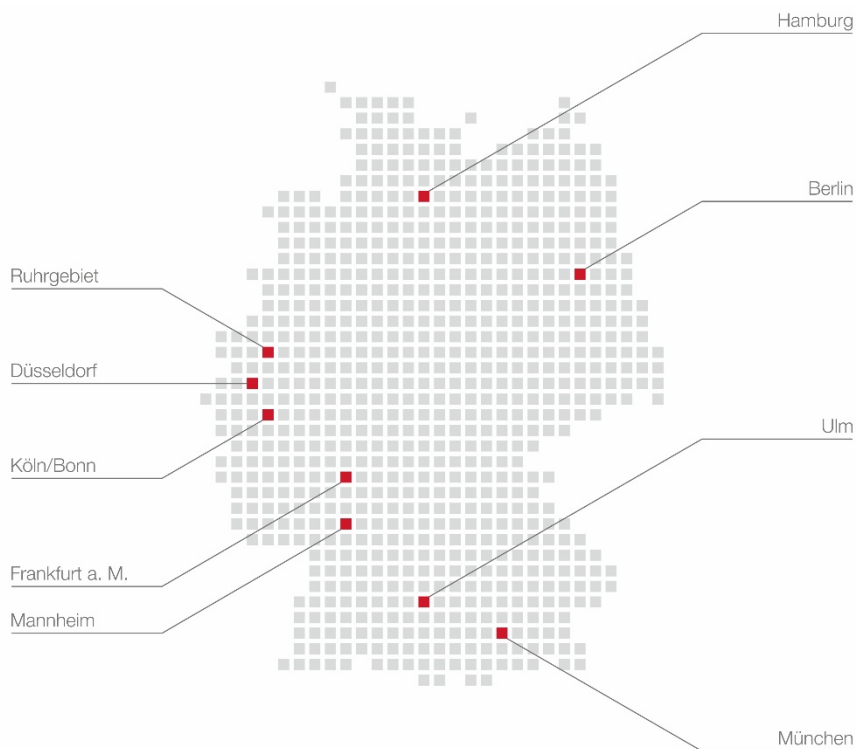 Hamburg
Berlin
Ruhrgebiet
Düsseldorf
Ulm
Köln/Bonn
Frankfurt a. M.
Mannheim
München